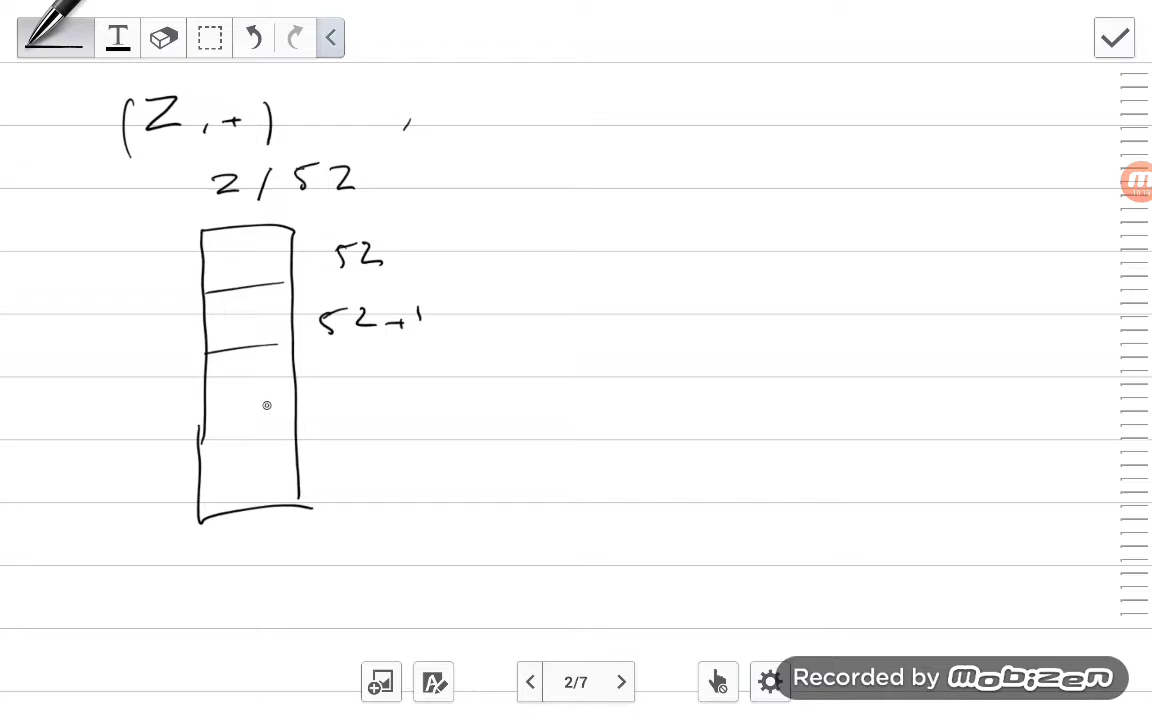 (Z, +)
Z / 5Z
5Z
5Z + 1
2/7
Recorded by mobizen